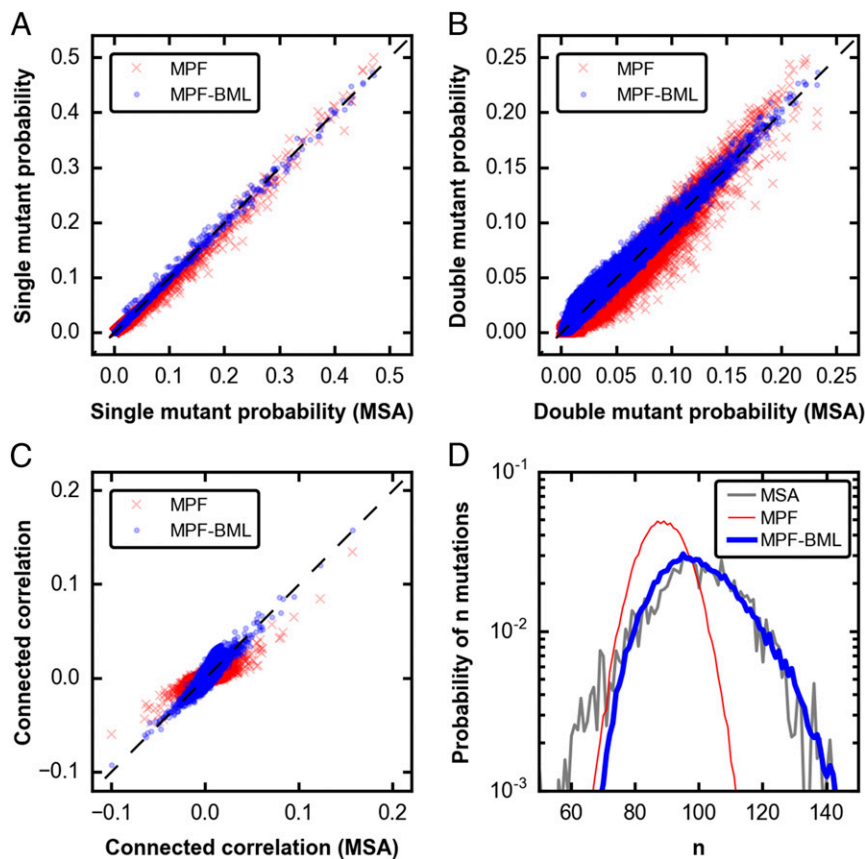 A
Single mutant probability
0.5
0.4
0.3
0.2
0.1
0.0
MPF
MPF-BML
0.0 0.1 0.2 0.3 0.4 0.5
Single mutant probability (MSA)
B
Double mutant probability
0.25
0.20
0.15
0.10
0.05
0.00
MPF
MPF-BML
0.00 0.05 0.10 0.15 0.20 0.25
Double mutant probability (MSA)
C
Connected correlation
0.2
0.1
0.0
−0.1
MPF
MPF-BML
−0.1 0.0 0.1 0.2
Connected correlation (MSA)
D
Probability of n mutations
10-1
10-2
10-3
MSA
MPF
MPF-BML
60 80 100 120 140
n